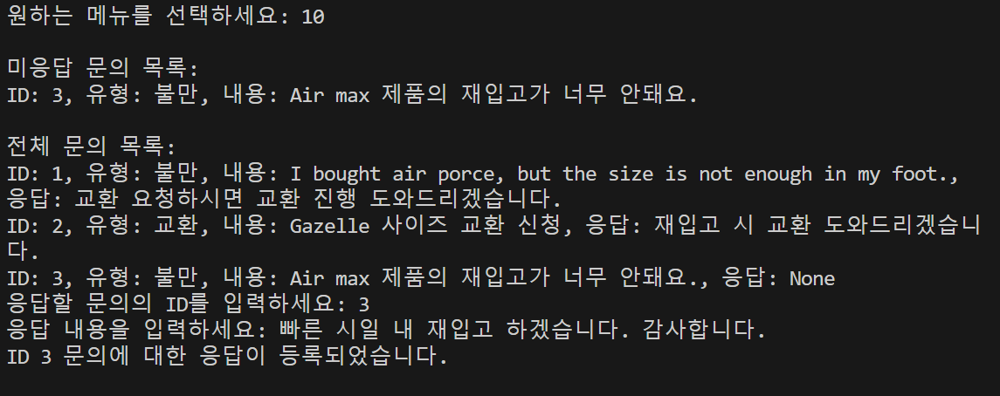 원하는 메뉴를 선택하세요: 10
미응답 문의 목록:
ID: 3, 유형: 불만, 내용: Air max 제품의 재입고가 너무 안돼요.
전체 문의 목록:
ID: 1, 유형: 불만, 내용: I bought air porce, but the size is not enough in my foot.,
응답: 교환 요청하시면 교환 진행 도와드리겠습니다.
ID: 2, 유형: 교환, 내용: Gazelle 사이즈 교환 신청, 응답: 재입고 시 교환 도와드리겠습니
다.
ID: 3, 유형: 불만, 내용: Air max 제품의 재입고가 너무 안돼요., 응답: None
응답할 문의의 ID를 입력하세요: 3
응답 내용을 입력하세요: 빠른 시일 내 재입고 하겠습니다. 감사합니다.
ID 3 문의에 대한 응답이 등록되었습니다.